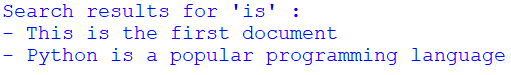 Search results for 'is' :
- This is the first document
- Python is a popular programming language